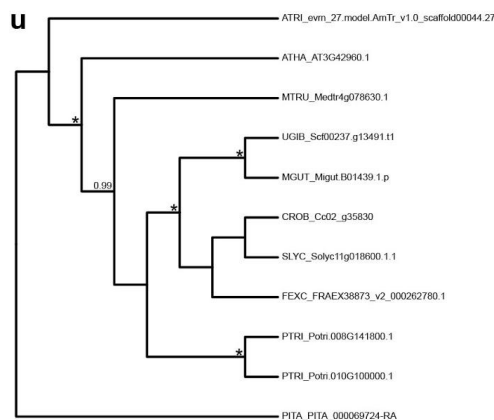 u
ATRI_evm_27.model.AmTr_v1.0_scaffold00044.27
ATHA_AT3G42960.1
*
MTRU_Medtr4g078630.1
UGIB_Scf00237.g13491.t1
*
MGUT_Migut.B01439.1.p
0.99
*
CROB_Cc02_g35830
SLYC_Solyc11g018600.1.1
FEXC_FRAEX38873_v2_000262780.1
PTRI_Potri.008G141800.1
*
PTRI_Potri.010G100000.1
PITA_PITA_000069724-RA